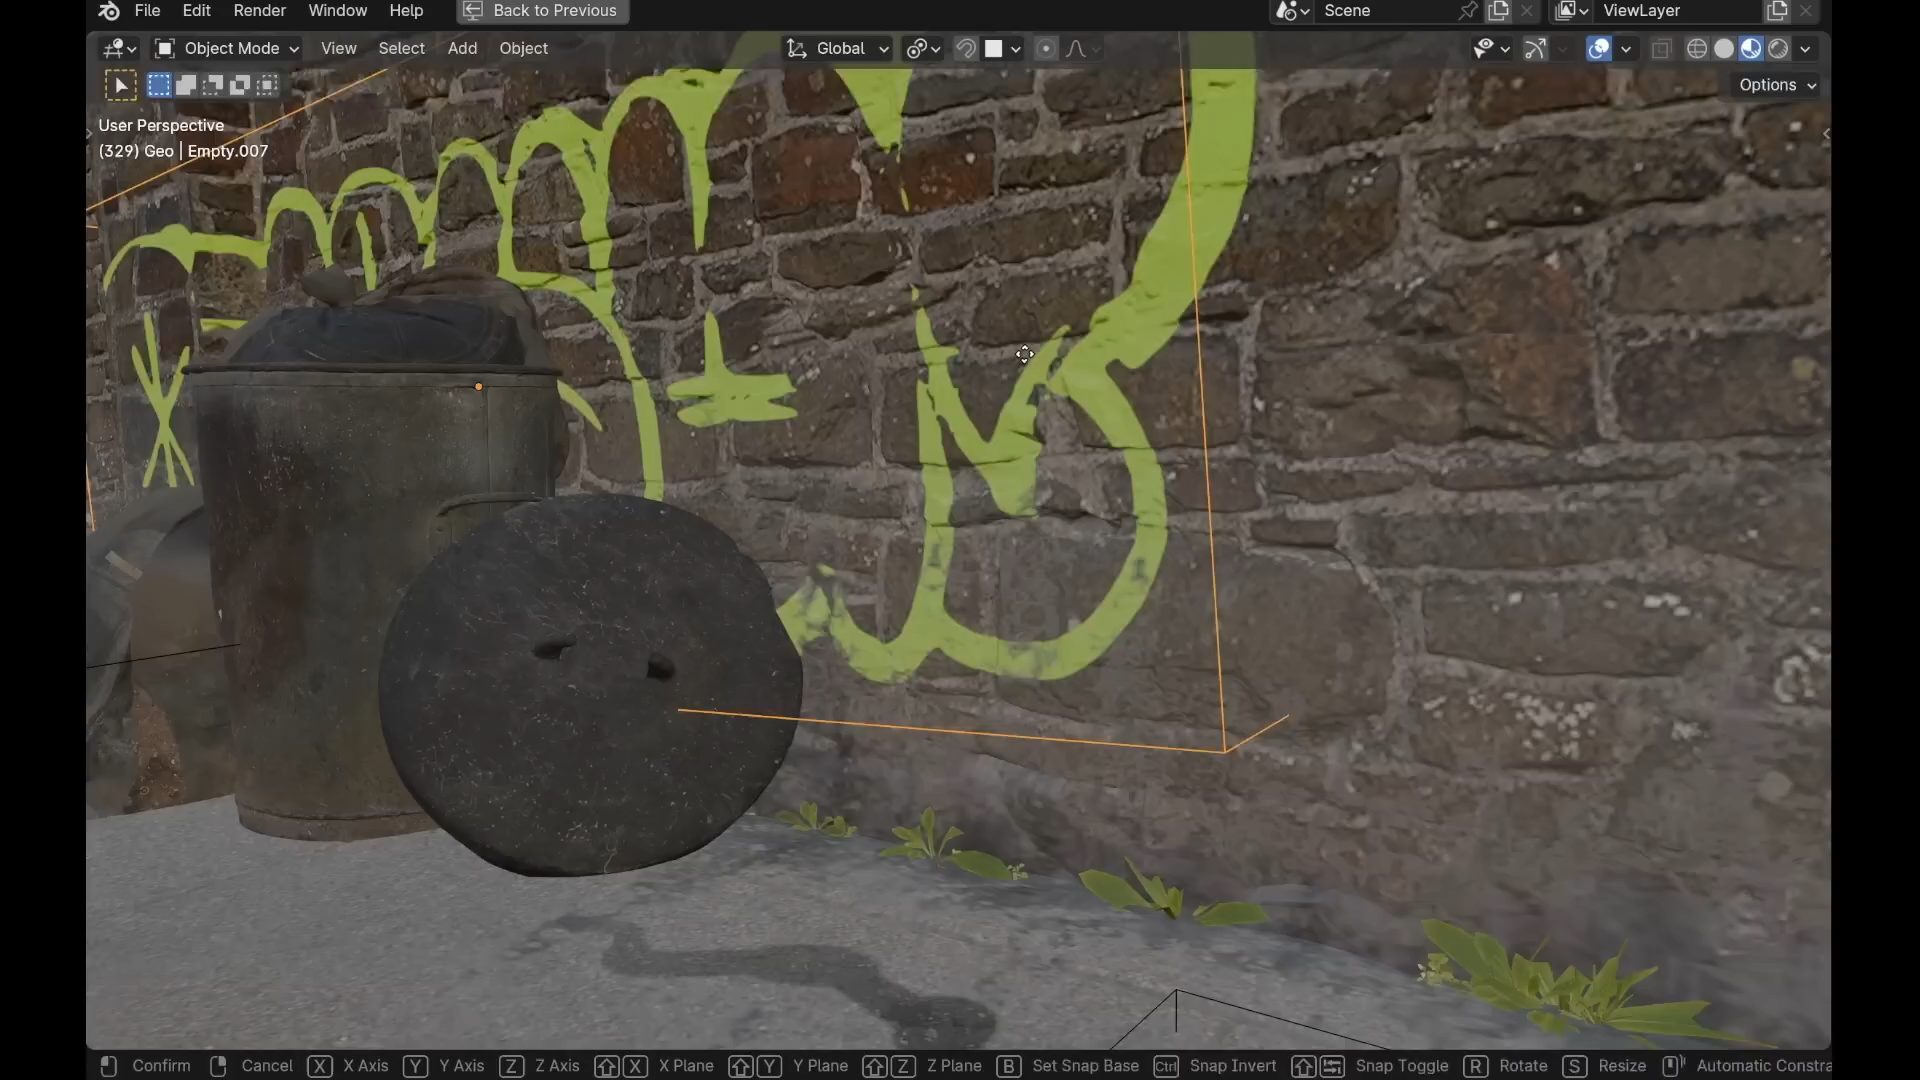 File Edit Render Window Help Back to Previous Scene ViewLayer
Object Mode View Select Add Object Global
Options
User Perspective
(329) Geo | Empty.007
Confirm Cancel X X Axis Y Y Axis Z Z Axis X X Plane Y Y Plane Z Z Plane B Set Snap Base Ctrl Snap Invert Snap Toggle R Rotate S Resize Automatic Constra